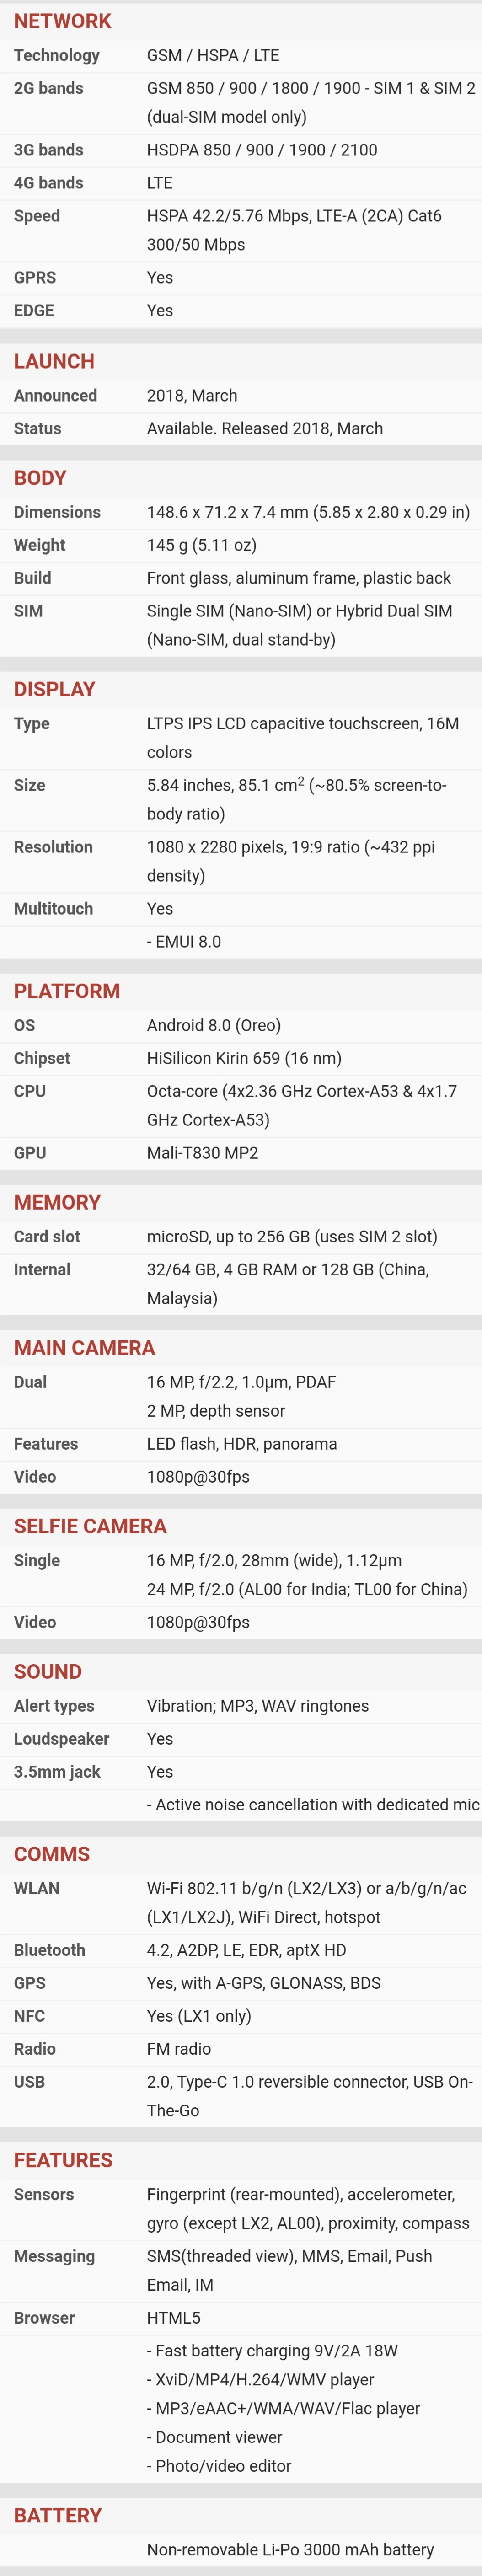 NETWORK
Technology GSM / HSPA / LTE
2G bands GSM 850 / 900 / 1800 / 1900 - SIM 1 & SIM 2
(dual-SIM model only)
3G bands HSDPA 850 / 900 / 1900 / 2100
4G bands LTE
Speed HSPA 42.2/5.76 Mbps, LTE-A (2CA) Cat6
300/50 Mbps
GPRS Yes
EDGE Yes
LAUNCH
Announced 2018, March
Status Available. Released 2018, March
BODY
Dimensions 148.6 x 71.2 x 7.4 mm (5.85 x 2.80 x 0.29 in)
Weight 145 g (5.11 oz)
Build Front glass, aluminum frame, plastic back
SIM Single SIM (Nano-SIM) or Hybrid Dual SIM
(Nano-SIM, dual stand-by)
DISPLAY
Type LTPS IPS LCD capacitive touchscreen, 16M
colors
Size 5.84 inches, 85.1 cm² (~80.5% screen-to-
body ratio)
Resolution 1080 x 2280 pixels, 19:9 ratio (~432 ppi
density)
Multitouch Yes
- EMUI 8.0
PLATFORM
OS Android 8.0 (Oreo)
Chipset HiSilicon Kirin 659 (16 nm)
CPU Octa-core (4x2.36 GHz Cortex-A53 & 4x1.7
GHz Cortex-A53)
GPU Mali-T830 MP2
MEMORY
Card slot microSD, up to 256 GB (uses SIM 2 slot)
Internal 32/64 GB, 4 GB RAM or 128 GB (China,
Malaysia)
MAIN CAMERA
Dual 16 MP, f/2.2, 1.0µm, PDAF
2 MP, depth sensor
Features LED flash, HDR, panorama
Video 1080p@30fps
SELFIE CAMERA
Single 16 MP, f/2.0, 28mm (wide), 1.12µm
24 MP, f/2.0 (AL00 for India; TL00 for China)
Video 1080p@30fps
SOUND
Alert types Vibration; MP3, WAV ringtones
Loudspeaker Yes
3.5mm jack Yes
- Active noise cancellation with dedicated mic
COMMS
WLAN Wi-Fi 802.11 b/g/n (LX2/LX3) or a/b/g/n/ac
(LX1/LX2J), WiFi Direct, hotspot
Bluetooth 4.2, A2DP, LE, EDR, aptX HD
GPS Yes, with A-GPS, GLONASS, BDS
NFC Yes (LX1 only)
Radio FM radio
USB 2.0, Type-C 1.0 reversible connector, USB On-
The-Go
FEATURES
Sensors Fingerprint (rear-mounted), accelerometer,
gyro (except LX2, AL00), proximity, compass
Messaging SMS(threaded view), MMS, Email, Push
Email, IM
Browser HTML5
- Fast battery charging 9V/2A 18W
- XviD/MP4/H.264/WMV player
- MP3/eAAC+/WMA/WAV/Flac player
- Document viewer
- Photo/video editor
BATTERY
Non-removable Li-Po 3000 mAh battery